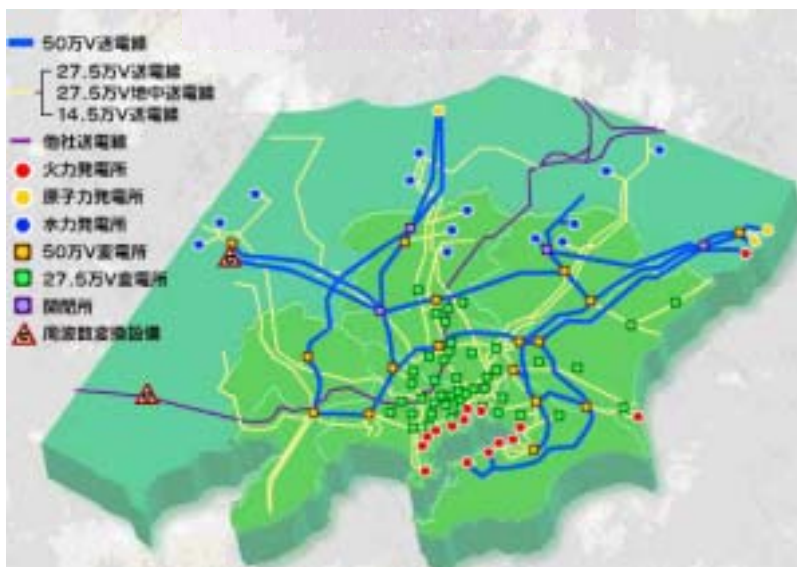 50万V送電線
27.5万V送電線
27.5万V地中送電線
14.5万V送電線
他社送電線
火力発電所
原子力発電所
水力発電所
50万V変電所
27.5万V変電所
開閉所
周波数変換設備